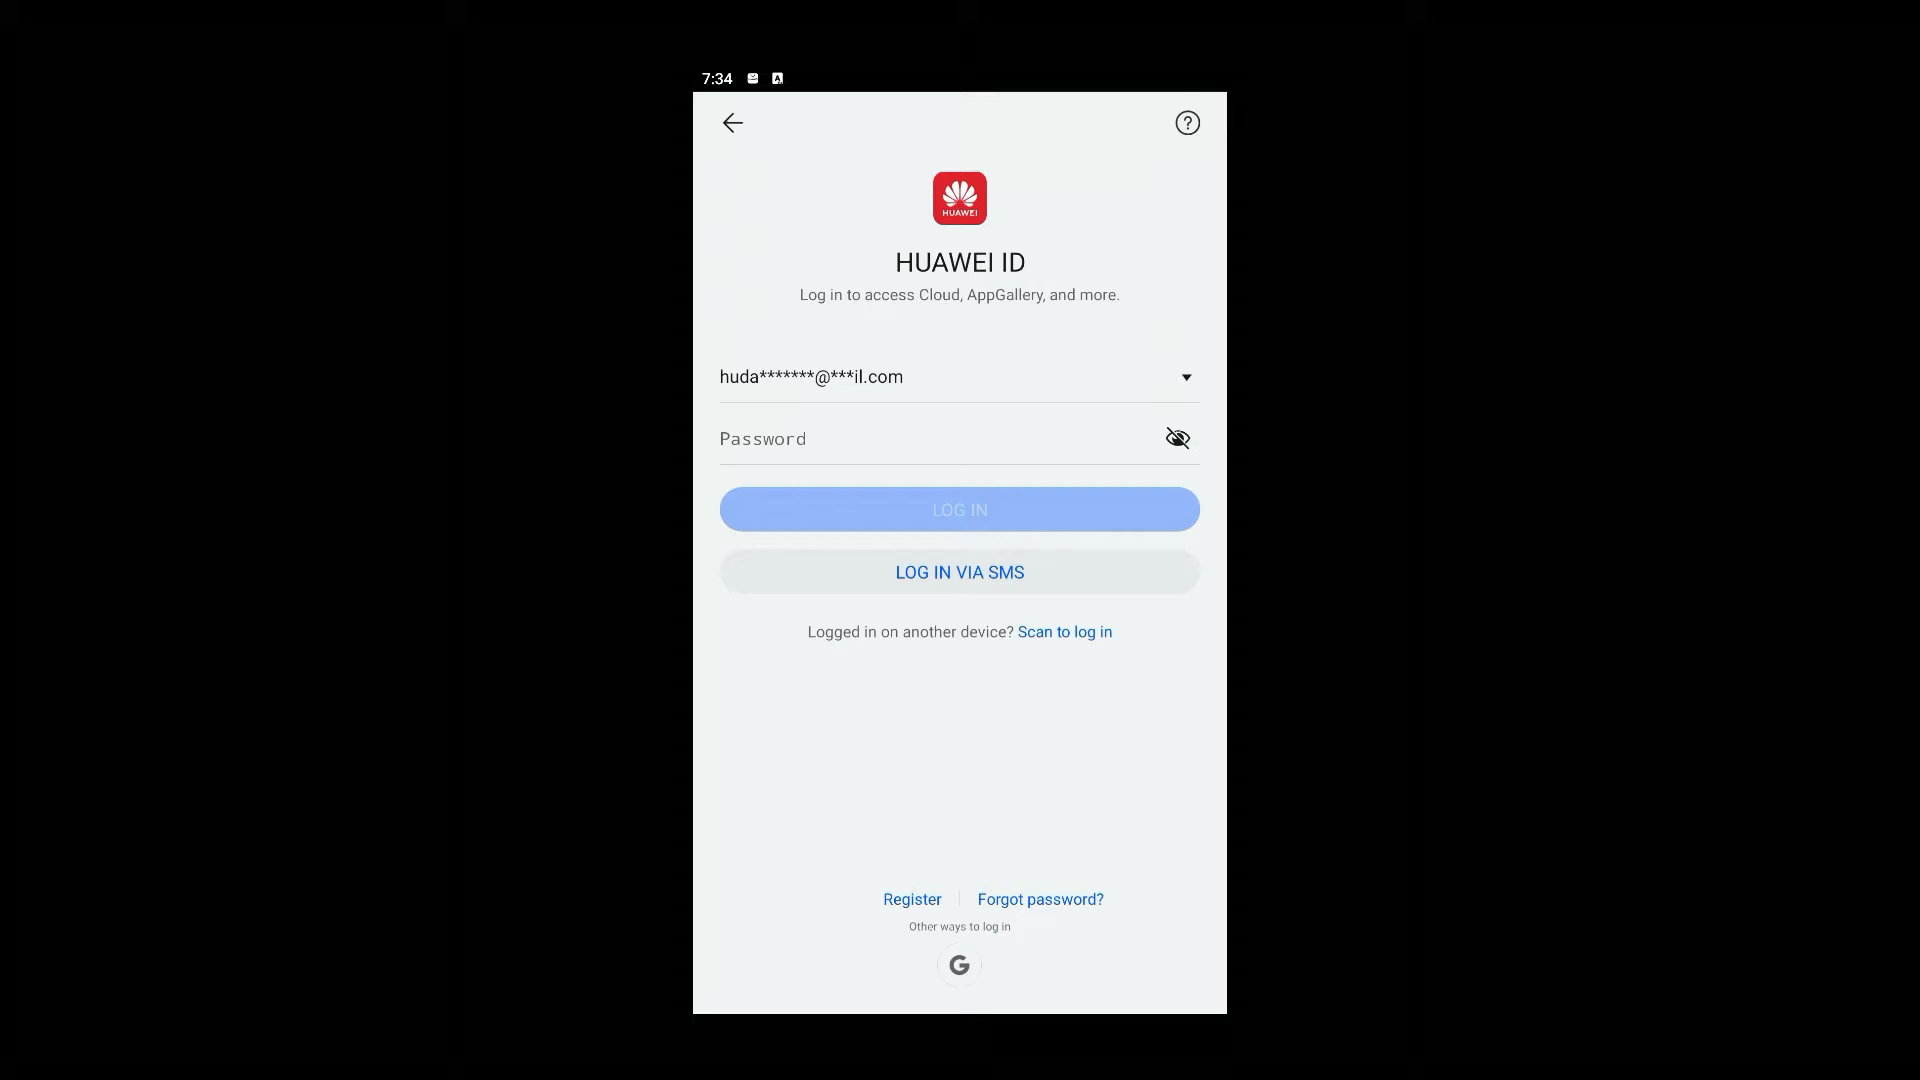 7:34
HUAWEI
HUAWEI ID
Log in to access Cloud, AppGallery, and more.
huda*******@***il.com
Password
LOG IN
LOG IN VIA SMS
Logged in on another device? Scan to log in
Register
Forgot password?
Other ways to log in